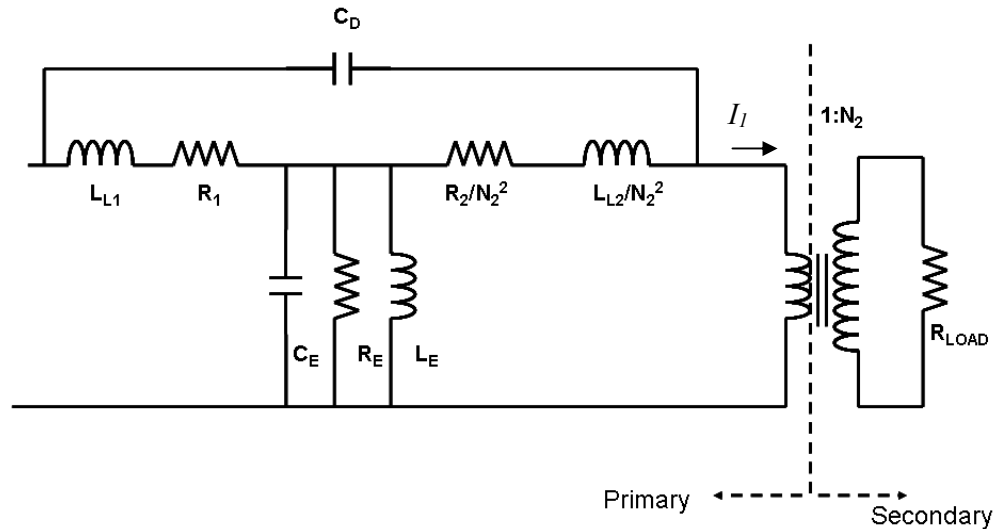 C_D
I_1
1:N_2
L_L1
R_1
R_2/N_2^2
L_L2/N_2^2
C_E
R_E
L_E
R_LOAD
Primary
Secondary